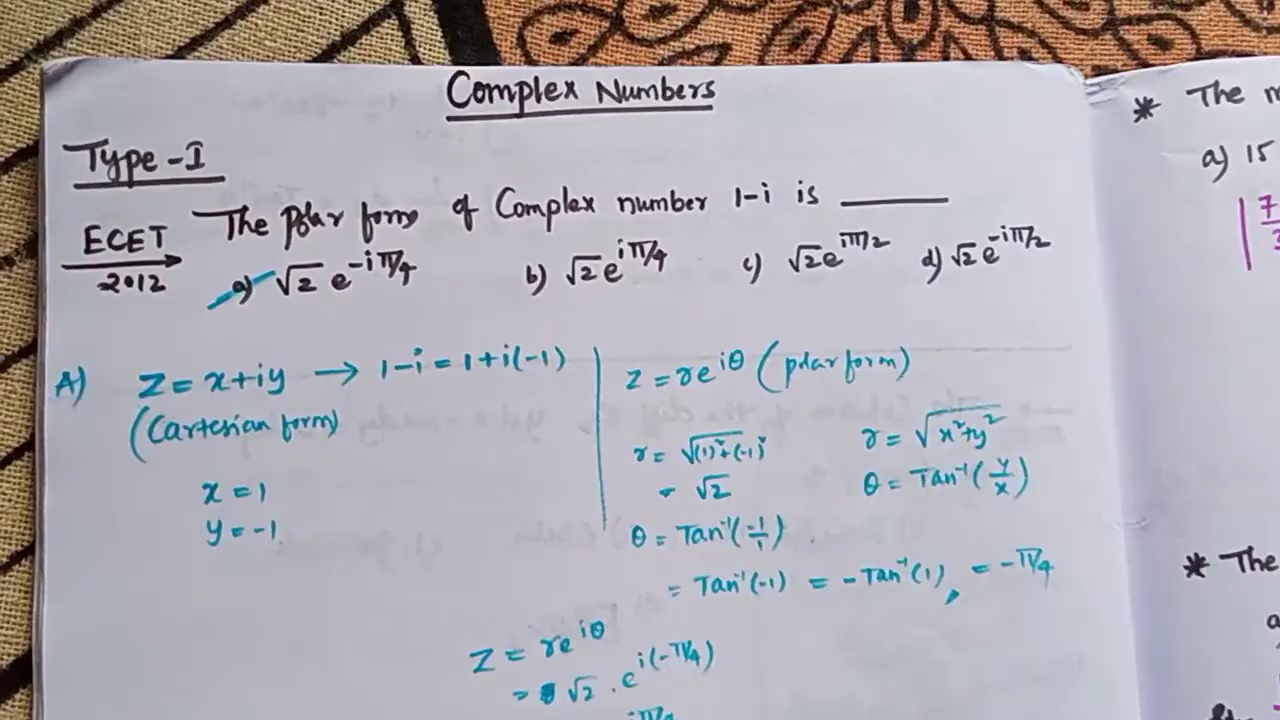 Complex Numbers
Type-I
ECET 2012
The Polar form of Complex number 1-i is ______
a) √2 e^{-iπ/4} b) √2 e^{iπ/4} c) √2 e^{iπ/2} d) √2 e^{-iπ/2}
A) Z = x+iy → 1-i = 1+i(-1)
(Cartesian form)
x = 1
y = -1
Z = re^{iθ} (polar form)
r = √(1)²+(-1)² r = √x²+y²
= √2 θ = Tan⁻¹(y/x)
θ = Tan⁻¹(-1/1)
= Tan⁻¹(-1) = -Tan⁻¹(1) = -π/4
Z = re^{iθ}
= √2 . e^{i(-π/4)}
* The
a) 15
7
* The